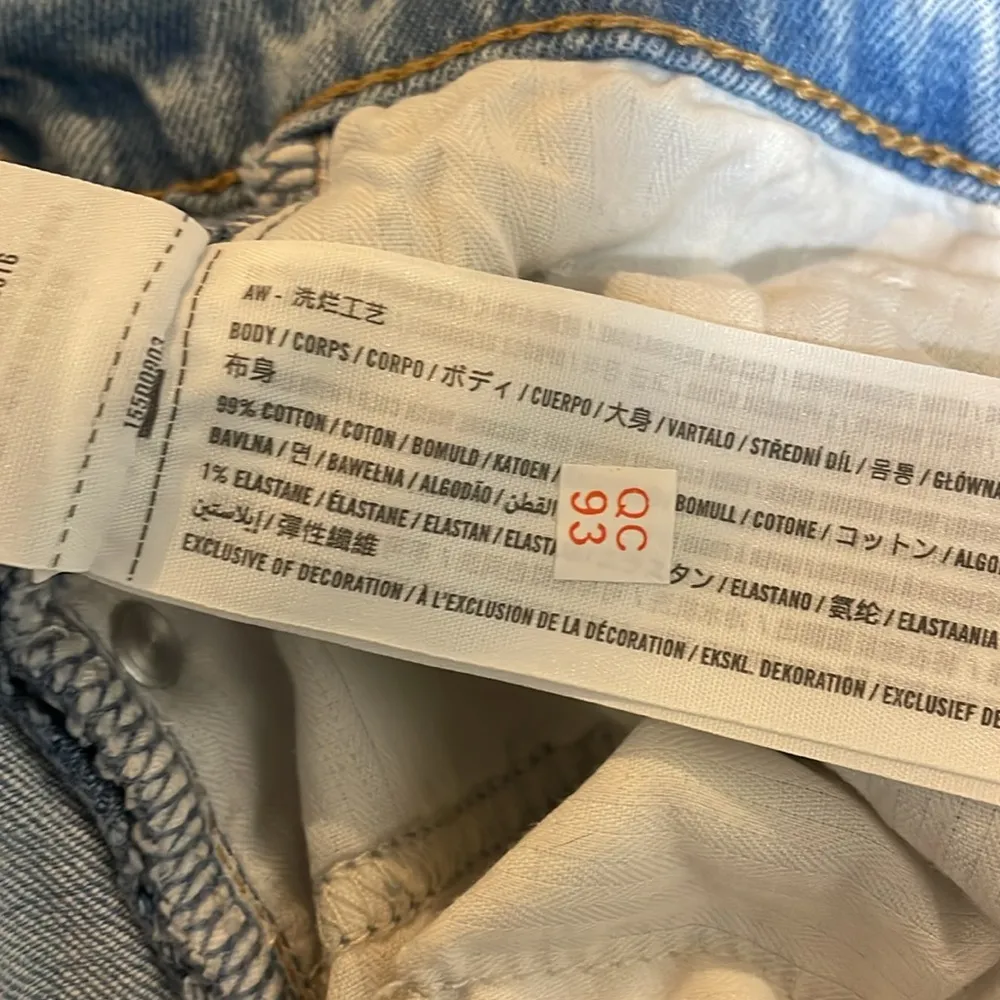 AW - 洗烂工艺
BODY / CORPS / CORPO / ボディ / CUERPO / 大身 / VARTALO / STŘEDNÍ DÍL / 몸통 / GŁÓWNA
布身
99% COTTON / COTON / BOMULD / KATOEN / BOMULL / COTONE / コットン / ALGO
BAVLNA / 면 / BAWEŁNA / ALGODÃO / القطن
1% ELASTANE / ÉLASTANE / ELASTAN / ELAST タン / ELASTANO / 氨纶 / ELASTAANIA
إيلاستين / 彈性纖維
EXCLUSIVE OF DECORATION / À L'EXCLUSION DE LA DÉCORATION / EKSKL. DEKORATION / EXCLUSIEF DE
QC
93